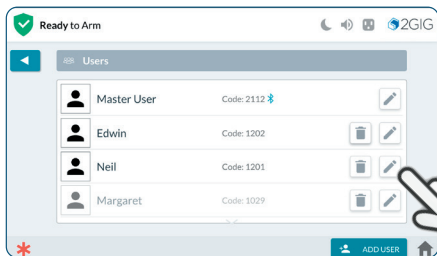 Ready to Arm 2GIG
Users
Master User Code: 2112
Edwin Code: 1202
Neil Code: 1201
Margaret Code: 1029
ADD USER